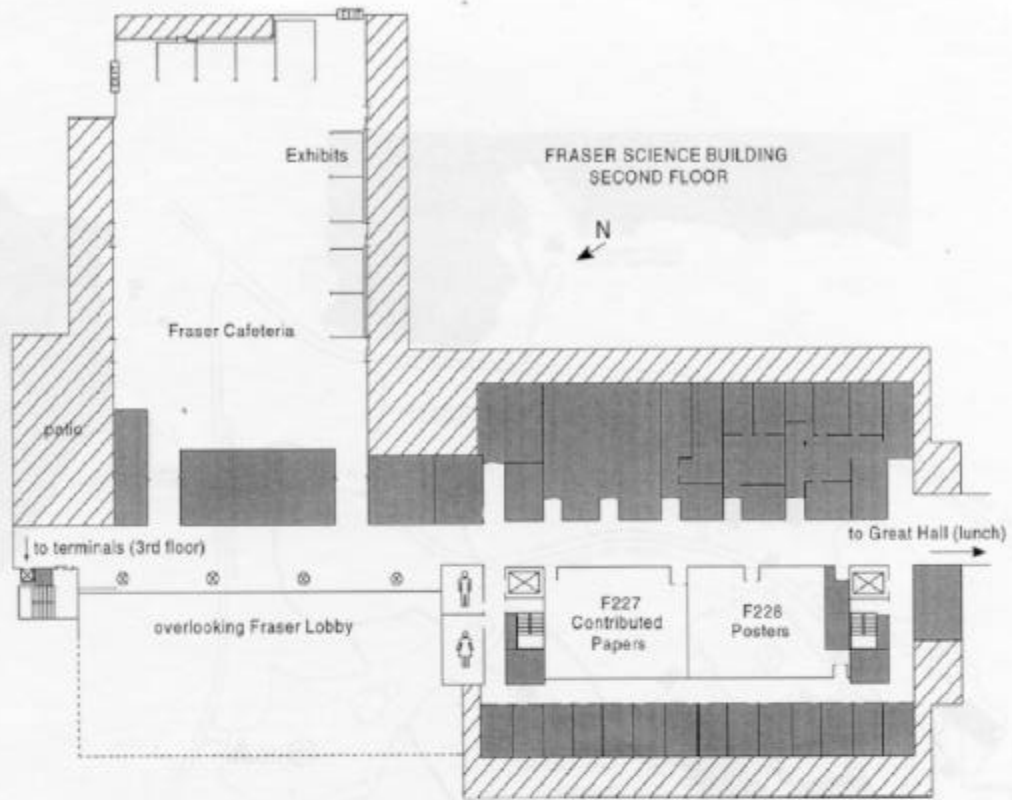 Exhibits
FRASER SCIENCE BUILDING
SECOND FLOOR
N
Fraser Cafeteria
patio
to terminals (3rd floor)
to Great Hall (lunch)
F227
Contributed
Papers
F228
Posters
overlooking Fraser Lobby